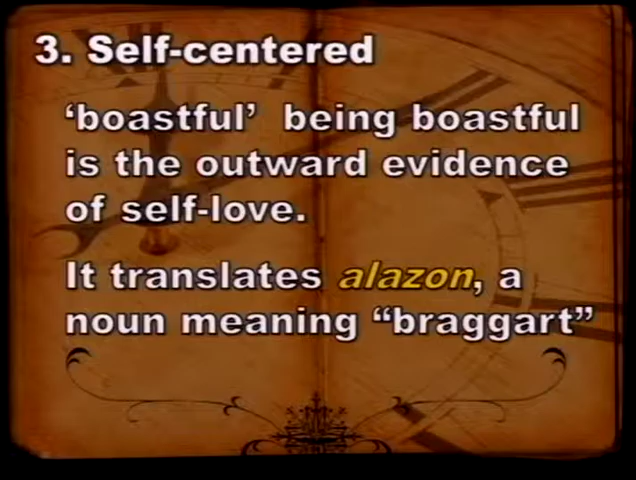 3. Self-centered
‘boastful’ being boastful
is the outward evidence
of self-love.
It translates alazon, a
noun meaning “braggart”